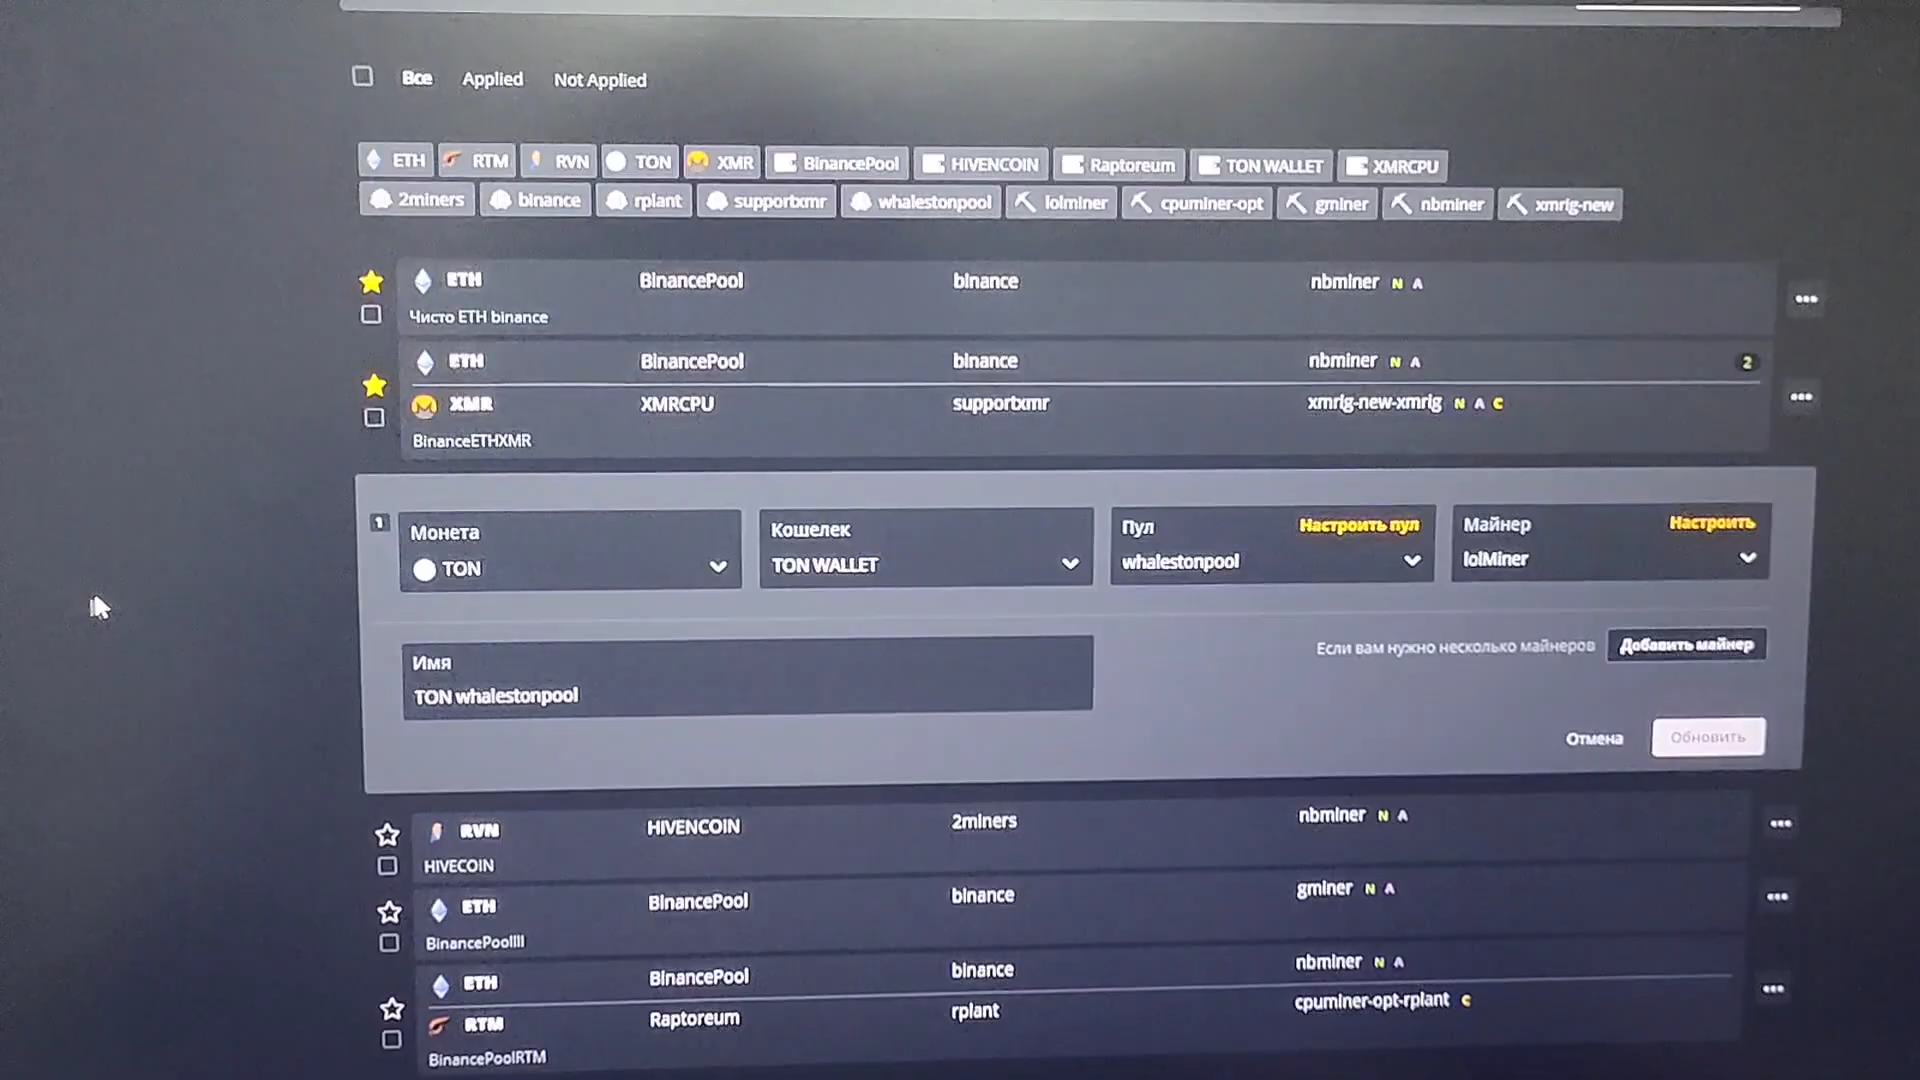 Все Applied Not Applied
ETH RTM RVN TON XMR BinancePool HIVENCOIN Raptoreum TON WALLET XMRCPU
2miners binance rplant supportxmr whalestonpool lolminer cpuminer-opt gminer nbminer xmrig-new
ETH BinancePool binance nbminer N A
Чисто ETH binance
ETH BinancePool binance nbminer N A 2
XMR XMRCPU supportxmr xmrig-new-xmrig N A C
BinanceETHXMR
1 Монета Кошелек Пул Настроить пул Майнер Настроить
TON TON WALLET whalestonpool lolMiner
Если вам нужно несколько майнеров Добавить майнер
Имя
TON whalestonpool
Отмена Обновить
RVN HIVENCOIN 2miners nbminer N A
HIVECOIN
ETH BinancePool binance gminer N A
BinancePoollll
ETH BinancePool binance nbminer N A
RTM Raptoreum rplant cpuminer-opt-rplant C
BinancePoolRTM